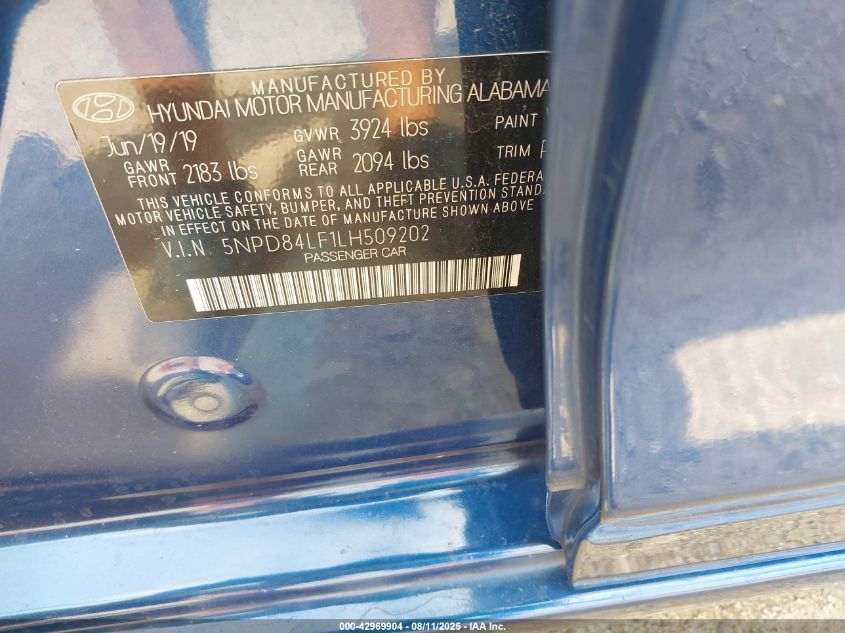 MANUFACTURED BY
HYUNDAI MOTOR MANUFACTURING ALABAMA
Jun/19/19 GVWR 3924 lbs PAINT
GAWR FRONT 2183 lbs GAWR REAR 2094 lbs TRIM
THIS VEHICLE CONFORMS TO ALL APPLICABLE U.S.A. FEDERA
MOTOR VEHICLE SAFETY, BUMPER, AND THEFT PREVENTION STAND
IN EFFECT ON THE DATE OF MANUFACTURE SHOWN ABOVE
V.I.N. 5NPD84LF1LH509202
PASSENGER CAR
000-42969904 - 08/11/2025 - IAA Inc.